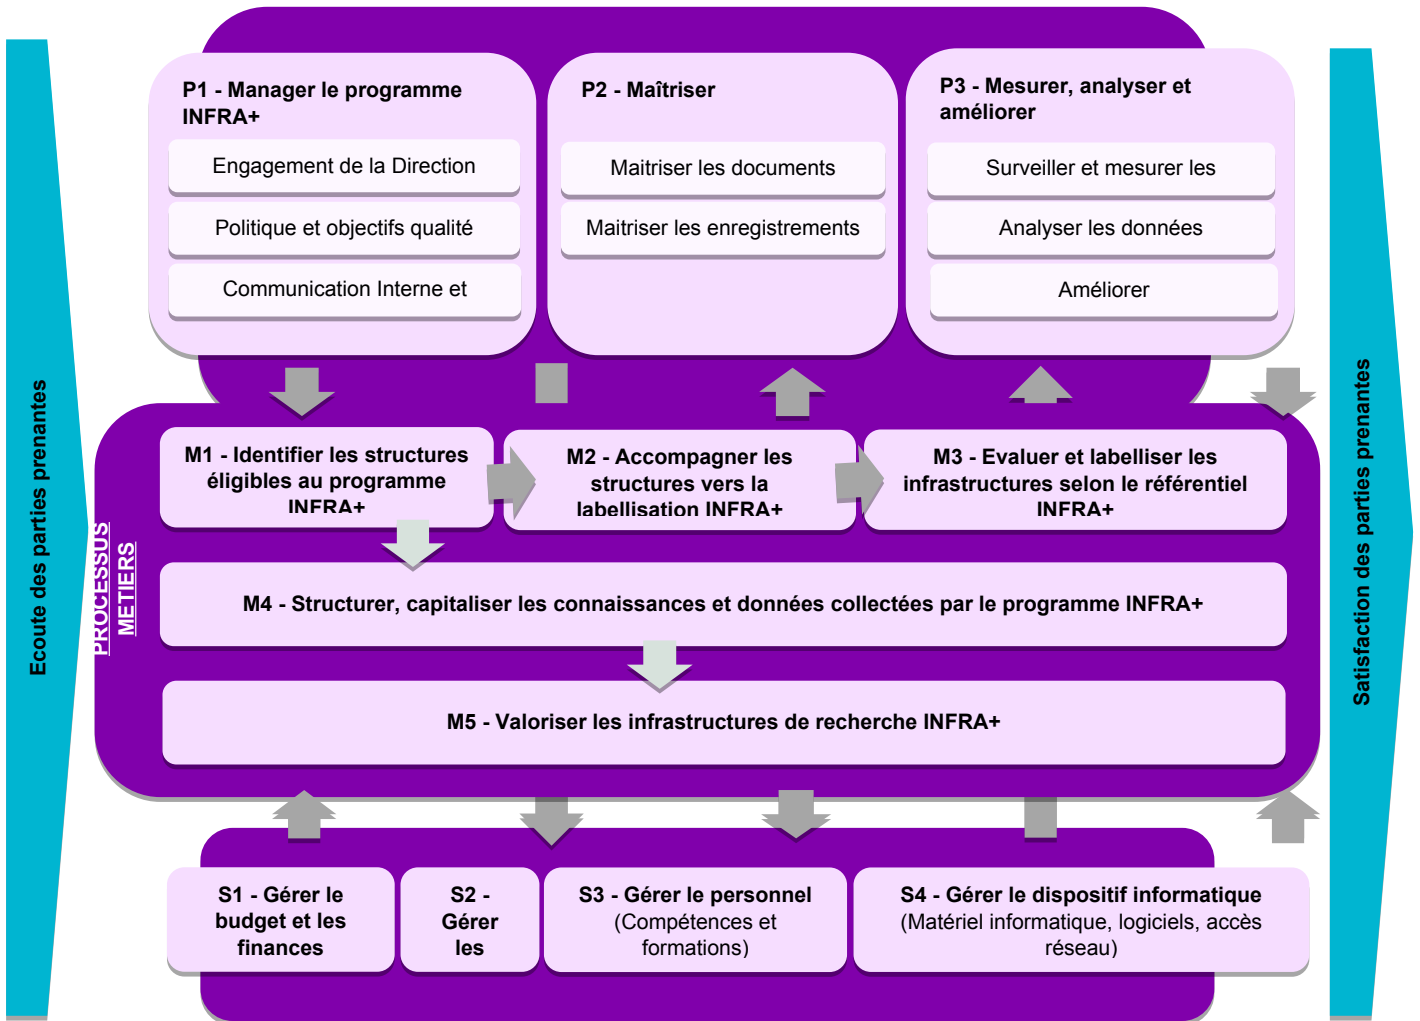 Ecoute des parties prenantes
P1 - Manager le programme
INFRA+
Engagement de la Direction
Politique et objectifs qualité
Communication Interne et
P2 - Maîtriser
Maitriser les documents
Maitriser les enregistrements
P3 - Mesurer, analyser et
améliorer
Surveiller et mesurer les
Analyser les données
Améliorer
PROCESSUS
METIERS
M1 - Identifier les structures
éligibles au programme
INFRA+
M2 - Accompagner les
structures vers la
labellisation INFRA+
M3 - Evaluer et labelliser les
infrastructures selon le référentiel
INFRA+
M4 - Structurer, capitaliser les connaissances et données collectées par le programme INFRA+
M5 - Valoriser les infrastructures de recherche INFRA+
S1 - Gérer le
budget et les
finances
S2 -
Gérer
les
S3 - Gérer le personnel
(Compétences et
formations)
S4 - Gérer le dispositif informatique
(Matériel informatique, logiciels, accès
réseau)
Satisfaction des parties prenantes